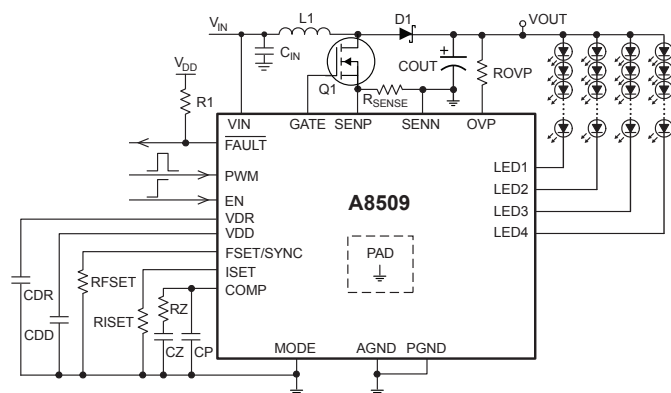 VIN
L1
D1
VOUT
CIN
VDD
COUT
ROVP
R1
Q1
RSENSE
VIN
GATE
SENP
SENN
OVP
FAULT
LED1
PWM
LED2
EN
A8509
LED3
VDR
VDD
LED4
FSET/SYNC
PAD
ISET
COMP
CDR
RFSET
RZ
CDD
RISET
CZ
CP
MODE
AGND
PGND